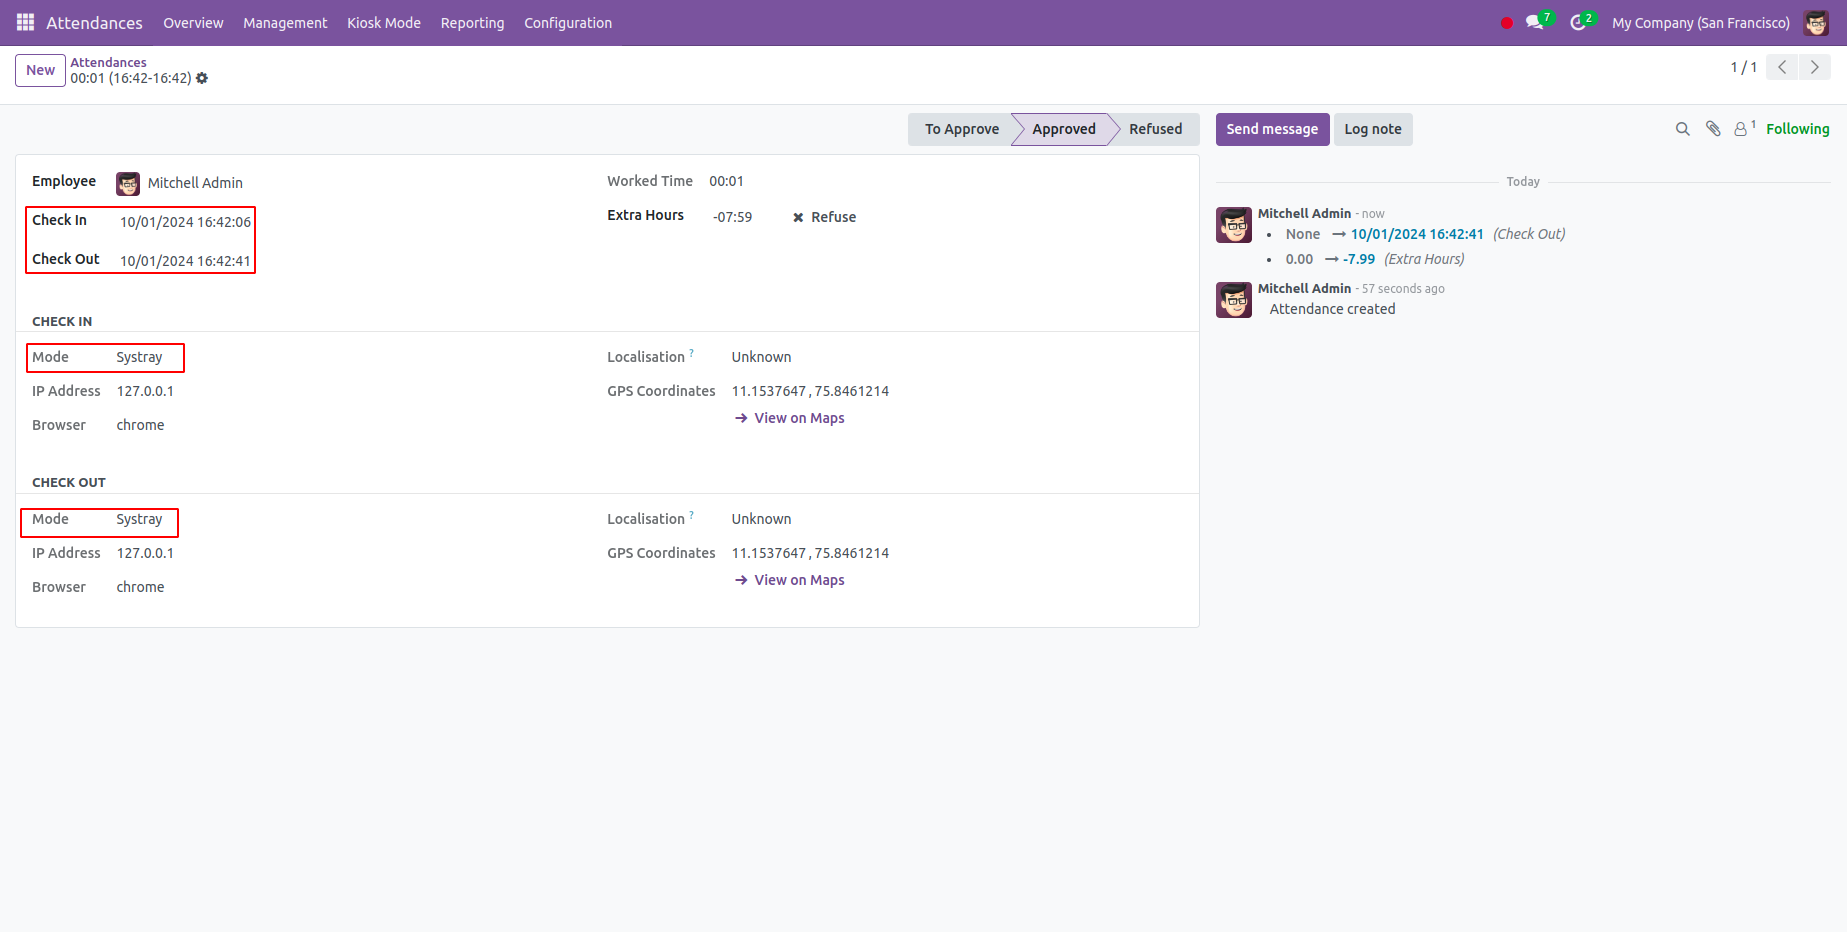 Attendances Overview Management Kiosk Mode Reporting Configuration 7 2 My Company (San Francisco)
New Attendances
00:01 (16:42-16:42) 1 / 1
To Approve Approved Refused Send message Log note 1 Following
Employee Mitchell Admin Worked Time 00:01
Check In 10/01/2024 16:42:06 Extra Hours -07:59 Refuse
Check Out 10/01/2024 16:42:41
CHECK IN
Mode Systray Localisation ? Unknown
IP Address 127.0.0.1 GPS Coordinates 11.1537647 , 75.8461214
View on Maps
Browser chrome
CHECK OUT
Mode Systray Localisation ? Unknown
IP Address 127.0.0.1 GPS Coordinates 11.1537647 , 75.8461214
View on Maps
Browser chrome
Today
Mitchell Admin - now
• None → 10/01/2024 16:42:41 (Check Out)
• 0.00 → -7.99 (Extra Hours)
Mitchell Admin - 57 seconds ago
Attendance created